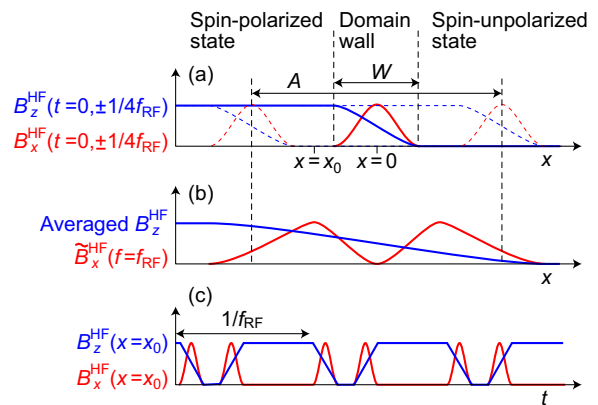 Spin-polarized state
Domain wall
Spin-unpolarized state
(a)
A
W
B_z^HF(t=0,±1/4f_RF)
B_x^HF(t=0,±1/4f_RF)
x=x_0
x=0
x
(b)
Averaged B_z^HF
B̃_x^HF(f=f_RF)
x
(c)
1/f_RF
B_z^HF(x=x_0)
B_x^HF(x=x_0)
t